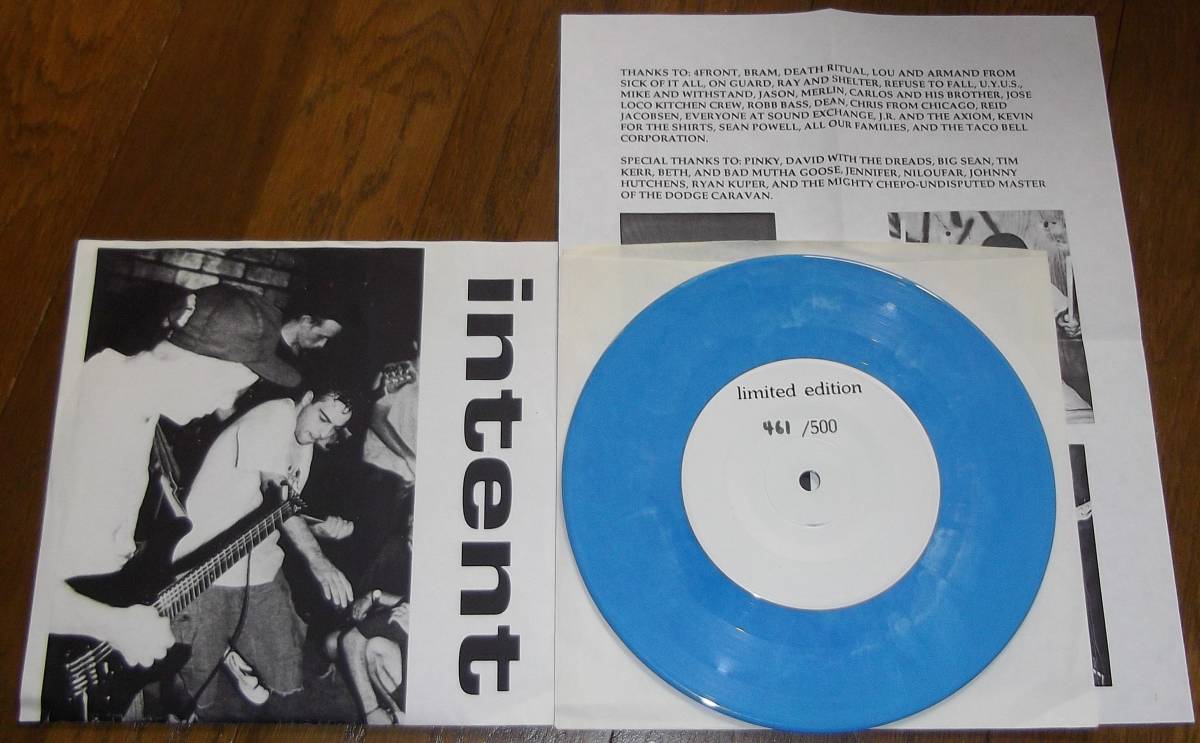 THANKS TO: 4FRONT, BRAM, DEATH RITUAL, LOU AND ARMAND FROM
SICK OF IT ALL, ON GUARD, RAY AND SHELTER, REFUSE TO FALL, U.Y.U.S.,
MIKE AND WITHSTAND, JASON, MERLIN, CARLOS AND HIS BROTHER, JOSE
LOCO KITCHEN CREW, ROBB BASS, DEAN, CHRIS FROM CHICAGO, REID
JACOBSEN, EVERYONE AT SOUND EXCHANGE, J.R. AND THE AXIOM, KEVIN
FOR THE SHIRTS, SEAN POWELL, ALL OUR FAMILIES, AND THE TACO BELL
CORPORATION.
SPECIAL THANKS TO: PINKY, DAVID WITH THE DREADS, BIG SEAN, TIM
KERR, BETH, AND BAD MUTHA GOOSE, JENNIFER, NILOUFAR, JOHNNY
HUTCHENS, RYAN KUPER, AND THE MIGHTY CHEPO-UNDISPUTED MASTER
OF THE DODGE CARAVAN.
intent
limited edition
461 /500